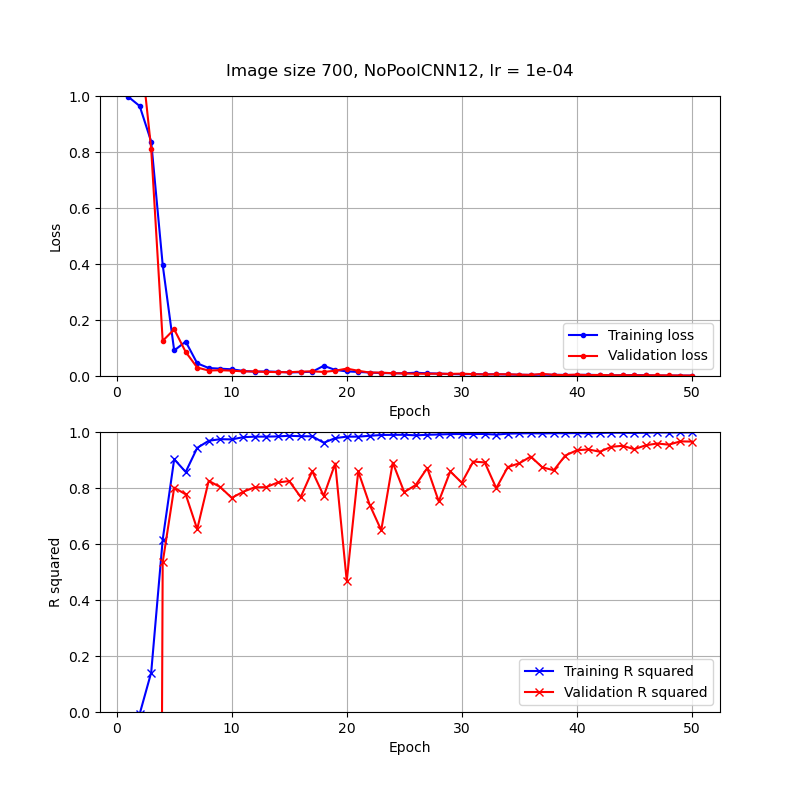 Image size 700, NoPoolCNN12, lr = 1e-04
1.0
0.8
0.6
0.4
0.2
0.0
Loss
0 10 20 30 40 50
Epoch
Training loss
Validation loss
1.0
0.8
0.6
0.4
0.2
0.0
R squared
0 10 20 30 40 50
Epoch
Training R squared
Validation R squared